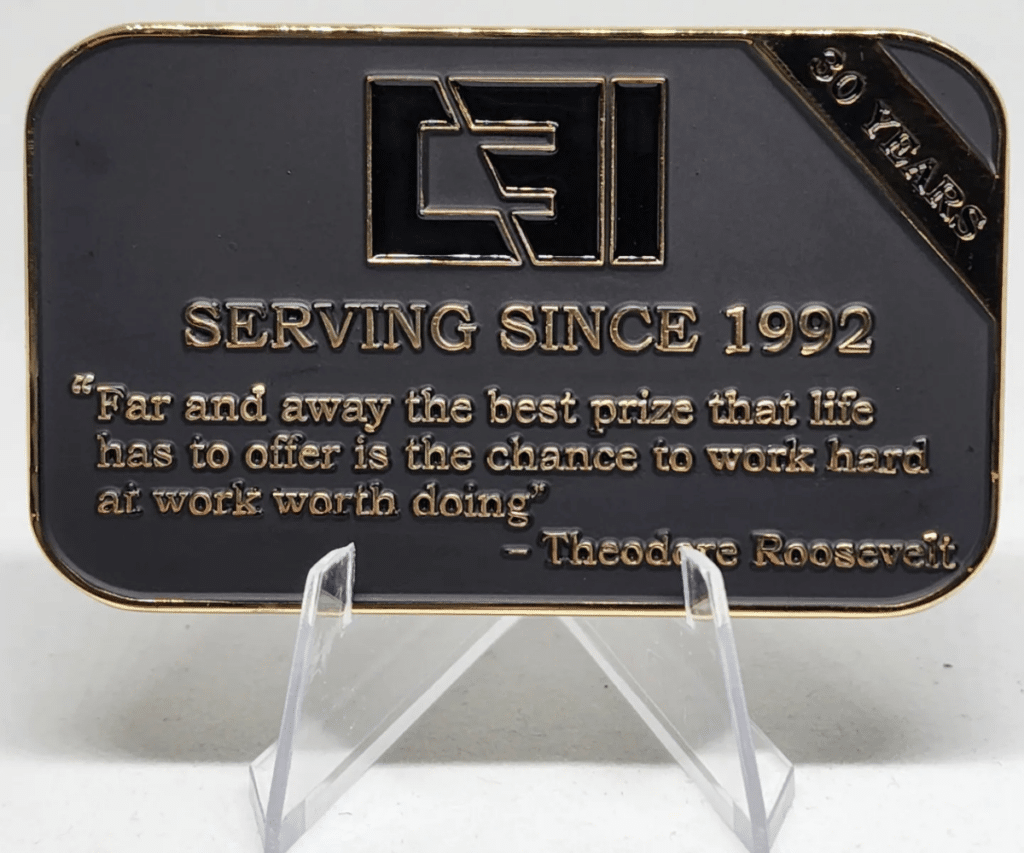 CEI
30 YEARS
SERVING SINCE 1992
“Far and away the best prize that life
has to offer is the chance to work hard
at work worth doing”
- Theodore Roosevelt